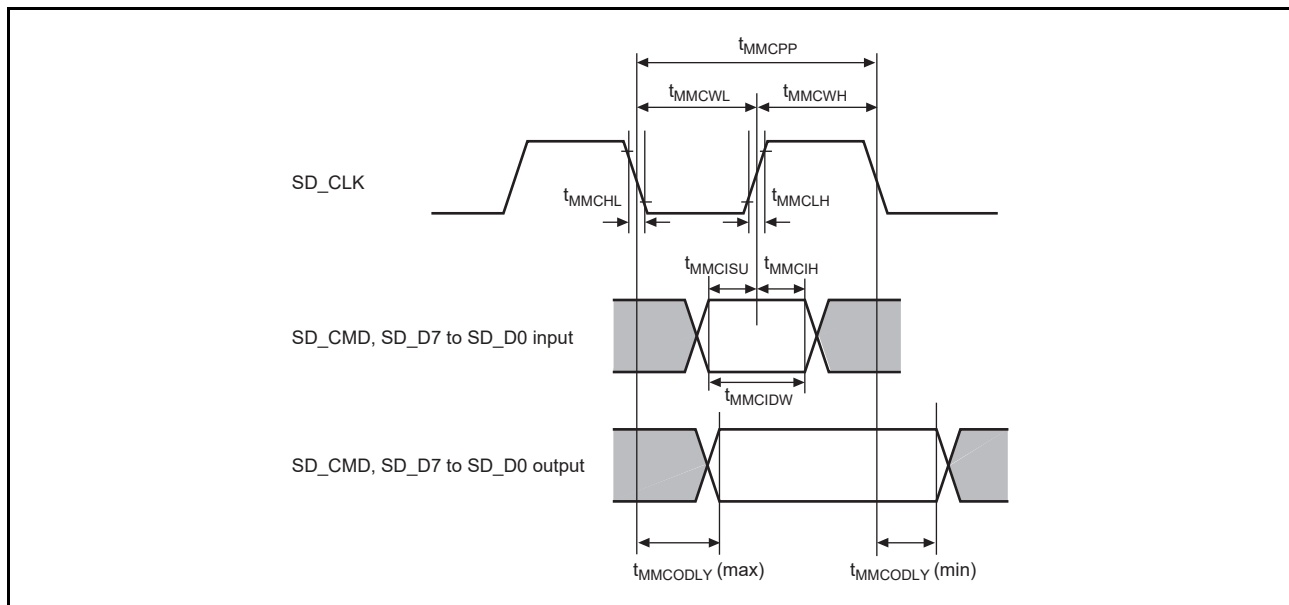 tMMCPP
tMMCWL tMMCWH
SD_CLK
tMMCHL tMMCLH
tMMCISU tMMCIH
SD_CMD, SD_D7 to SD_D0 input
tMMCIDW
SD_CMD, SD_D7 to SD_D0 output
tMMCODLY (max) tMMCODLY (min)